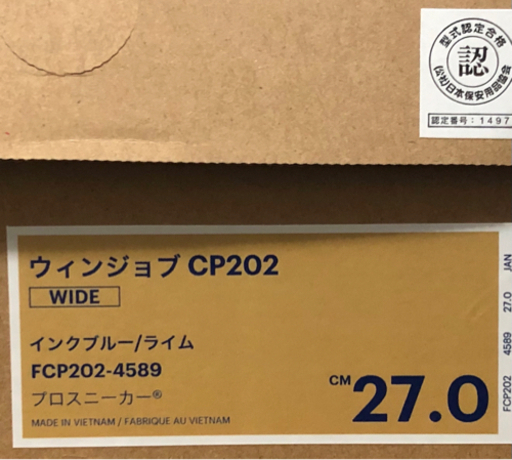 型式認定合格
認
(公社)日本保安用品協会
認定番号:1497
ウィンジョブ CP202
WIDE
インクブルー/ライム
FCP202-4589
プロスニーカー®
MADE IN VIETNAM / FABRIQUE AU VIETNAM
CM 27.0
FCP202 4589 27.0 JAN